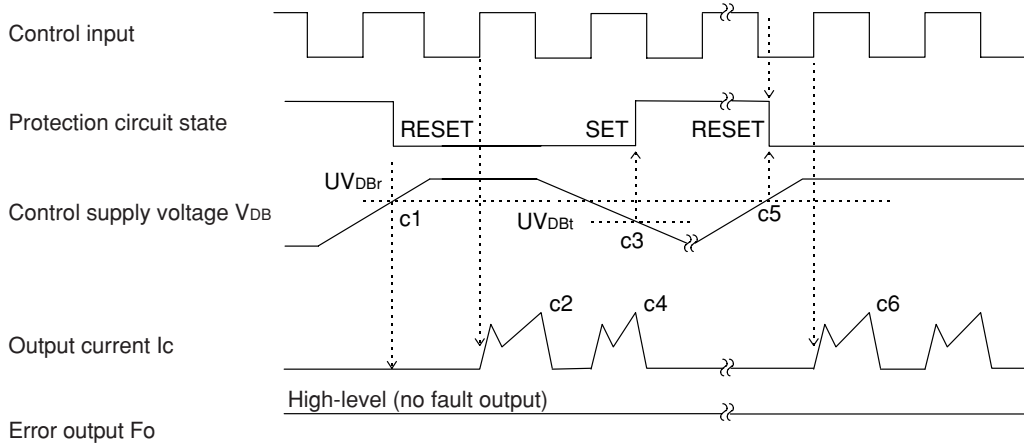 Control input
Protection circuit state
RESET
SET
RESET
UVDBr
Control supply voltage VDB
c1
UVDBt
c3
c5
c2
c4
c6
Output current Ic
High-level (no fault output)
Error output Fo